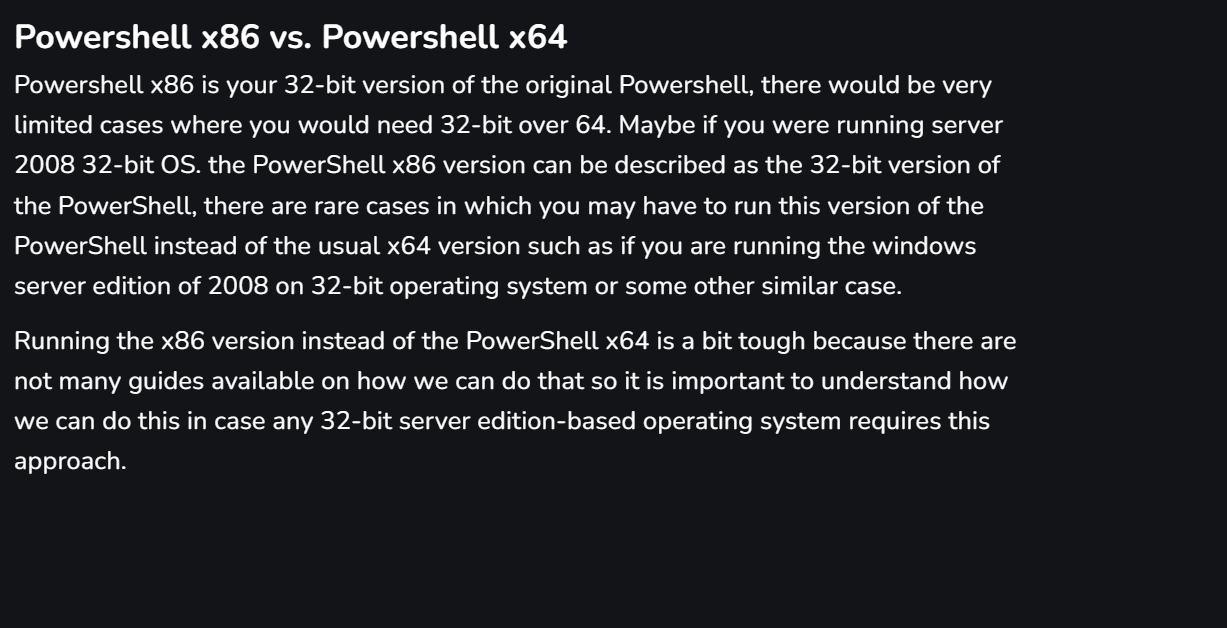 Powershell x86 vs. Powershell x64
Powershell x86 is your 32-bit version of the original Powershell, there would be very
limited cases where you would need 32-bit over 64. Maybe if you were running server
2008 32-bit OS. the PowerShell x86 version can be described as the 32-bit version of
the PowerShell, there are rare cases in which you may have to run this version of the
PowerShell instead of the usual x64 version such as if you are running the windows
server edition of 2008 on 32-bit operating system or some other similar case.
Running the x86 version instead of the PowerShell x64 is a bit tough because there are
not many guides available on how we can do that so it is important to understand how
we can do this in case any 32-bit server edition-based operating system requires this
approach.